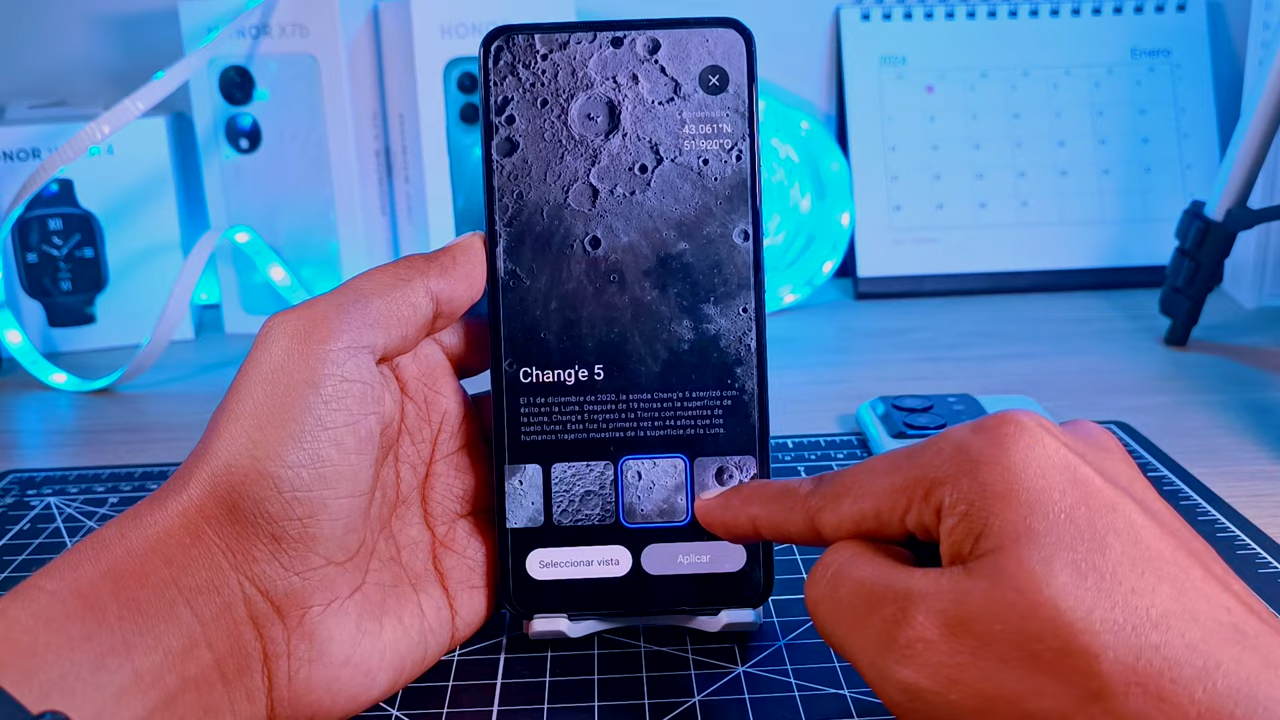 HONOR X7b
HONOR
2024
Enero
43.061°N
51.920°O
Chang'e 5
El 1 de diciembre de 2020, la sonda Chang'e 5 aterrizó con
éxito en la Luna. Después de 19 horas en la superficie de
la Luna, Chang'e 5 regresó a la Tierra con muestras de
suelo lunar. Esta fue la primera vez en 44 años que los
humanos trajeron muestras de la superficie de la Luna.
Seleccionar vista
Aplicar